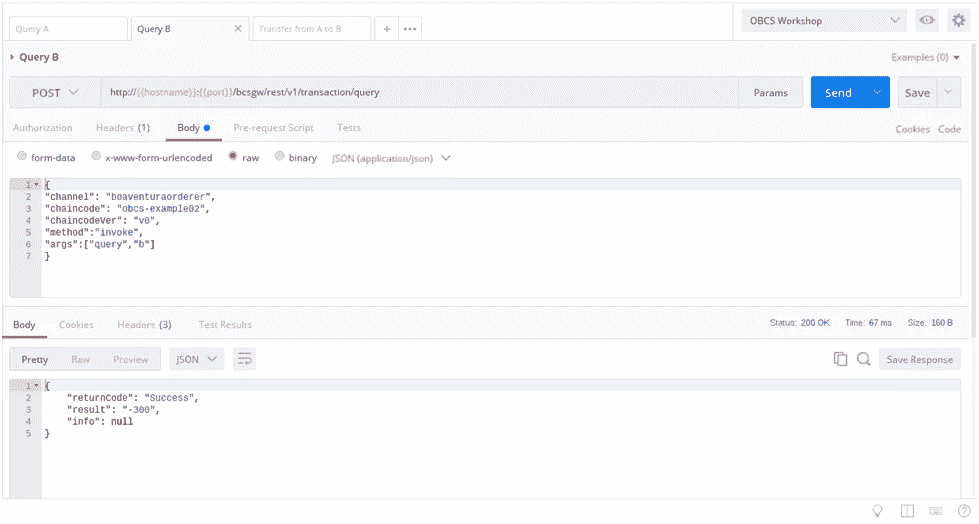 Query A
Query B
Transfer from A to B
OBCS Workshop
Query B
Examples (0)
POST
http://{{hostname}}:{{port}}/bcsgw/rest/v1/transaction/query
Params
Send
Save
Authorization
Headers (1)
Body
Pre-request Script
Tests
Cookies
Code
form-data
x-www-form-urlencoded
raw
binary
JSON (application/json)
1 {
2 "channel": "boaventuraorderer",
3 "chaincode": "obcs-example02",
4 "chaincodeVer": "v0",
5 "method":"invoke",
6 "args":["query","b"]
7 }
Body
Cookies
Headers (3)
Test Results
Status: 200 OK
Time: 67 ms
Size: 160 B
Pretty
Raw
Preview
JSON
Save Response
1 {
2 "returnCode": "Success",
3 "result": "-300",
4 "info": null
5 }